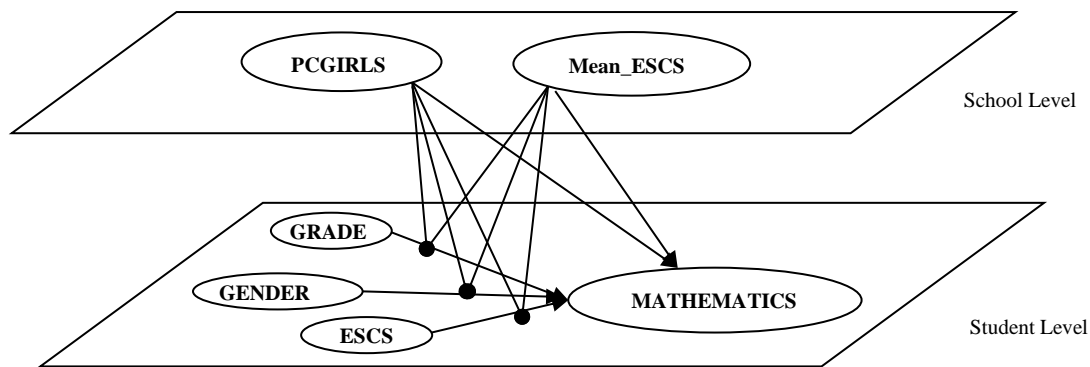 PCGIRLS
Mean_ESCS
School Level
GRADE
GENDER
MATHEMATICS
ESCS
Student Level